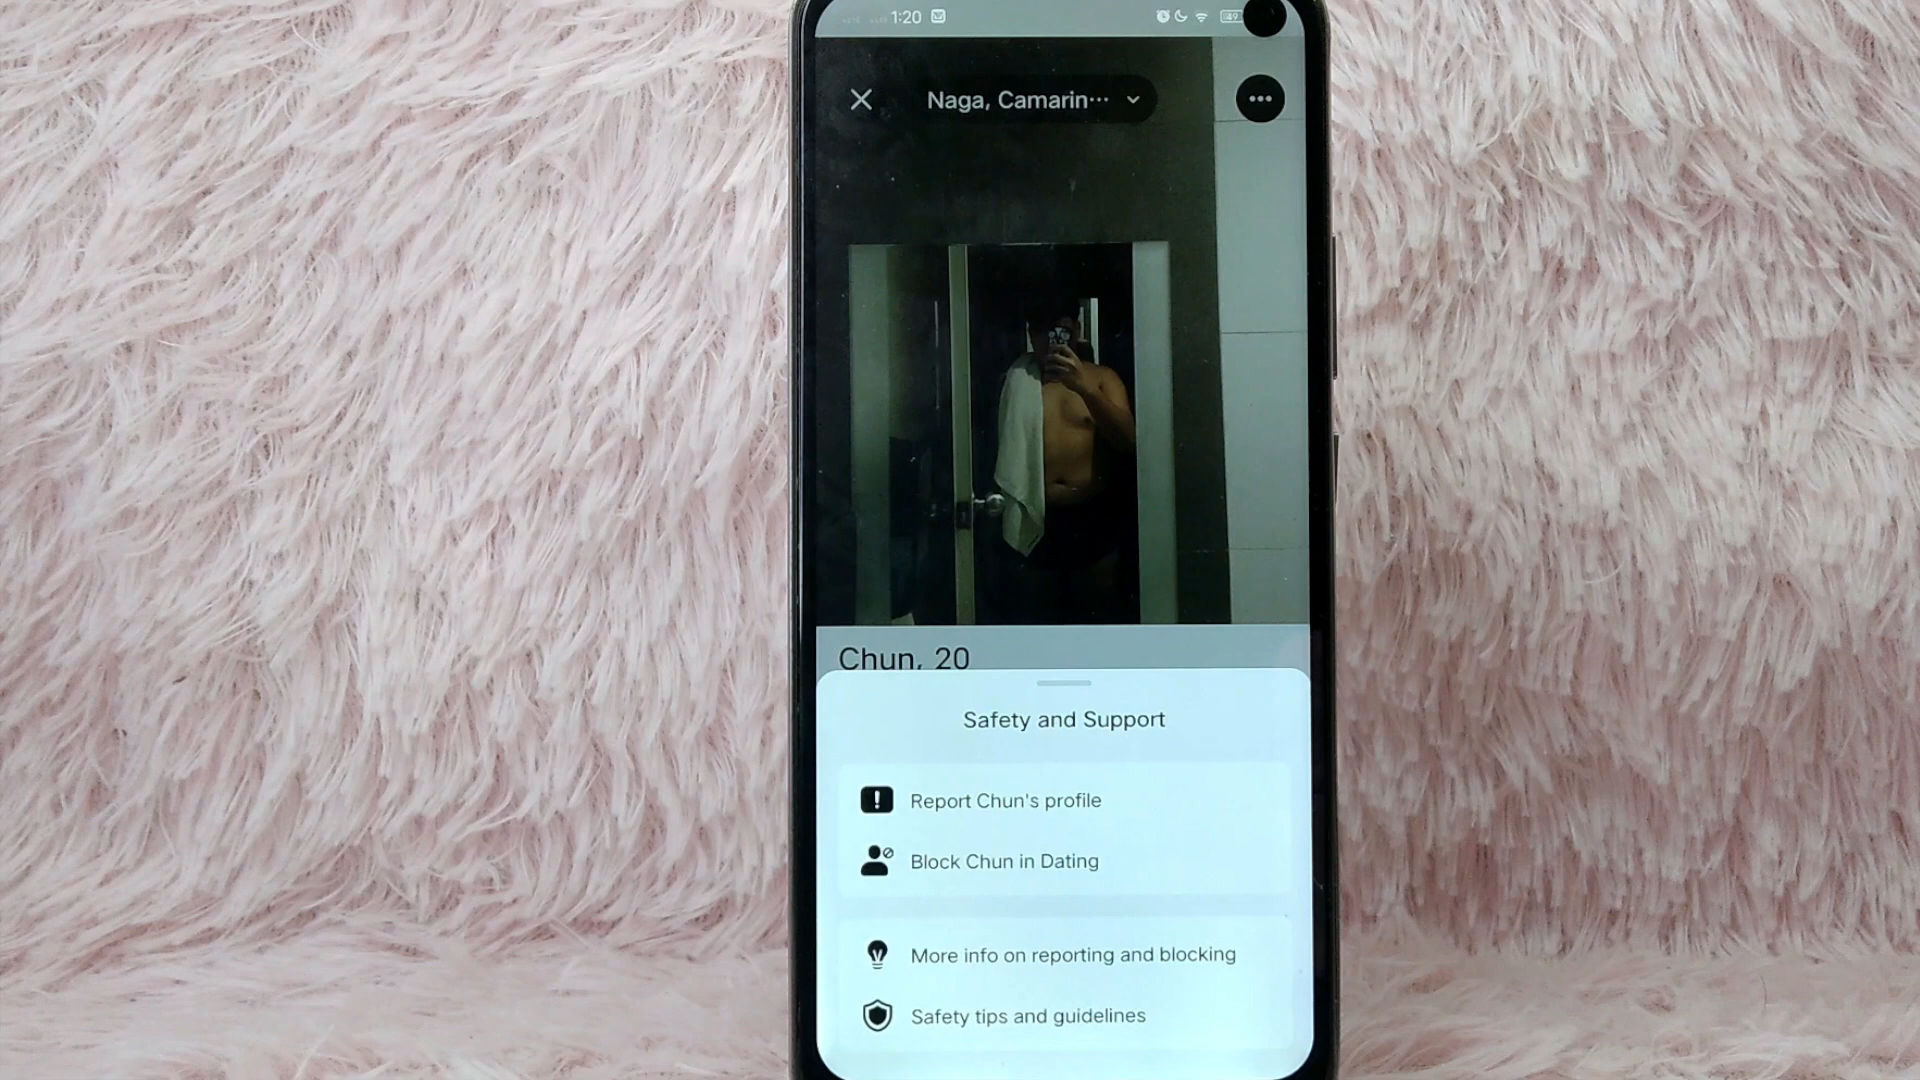 1:20
49
Naga, Camarin...
Chun, 20
Safety and Support
Report Chun's profile
Block Chun in Dating
More info on reporting and blocking
Safety tips and guidelines